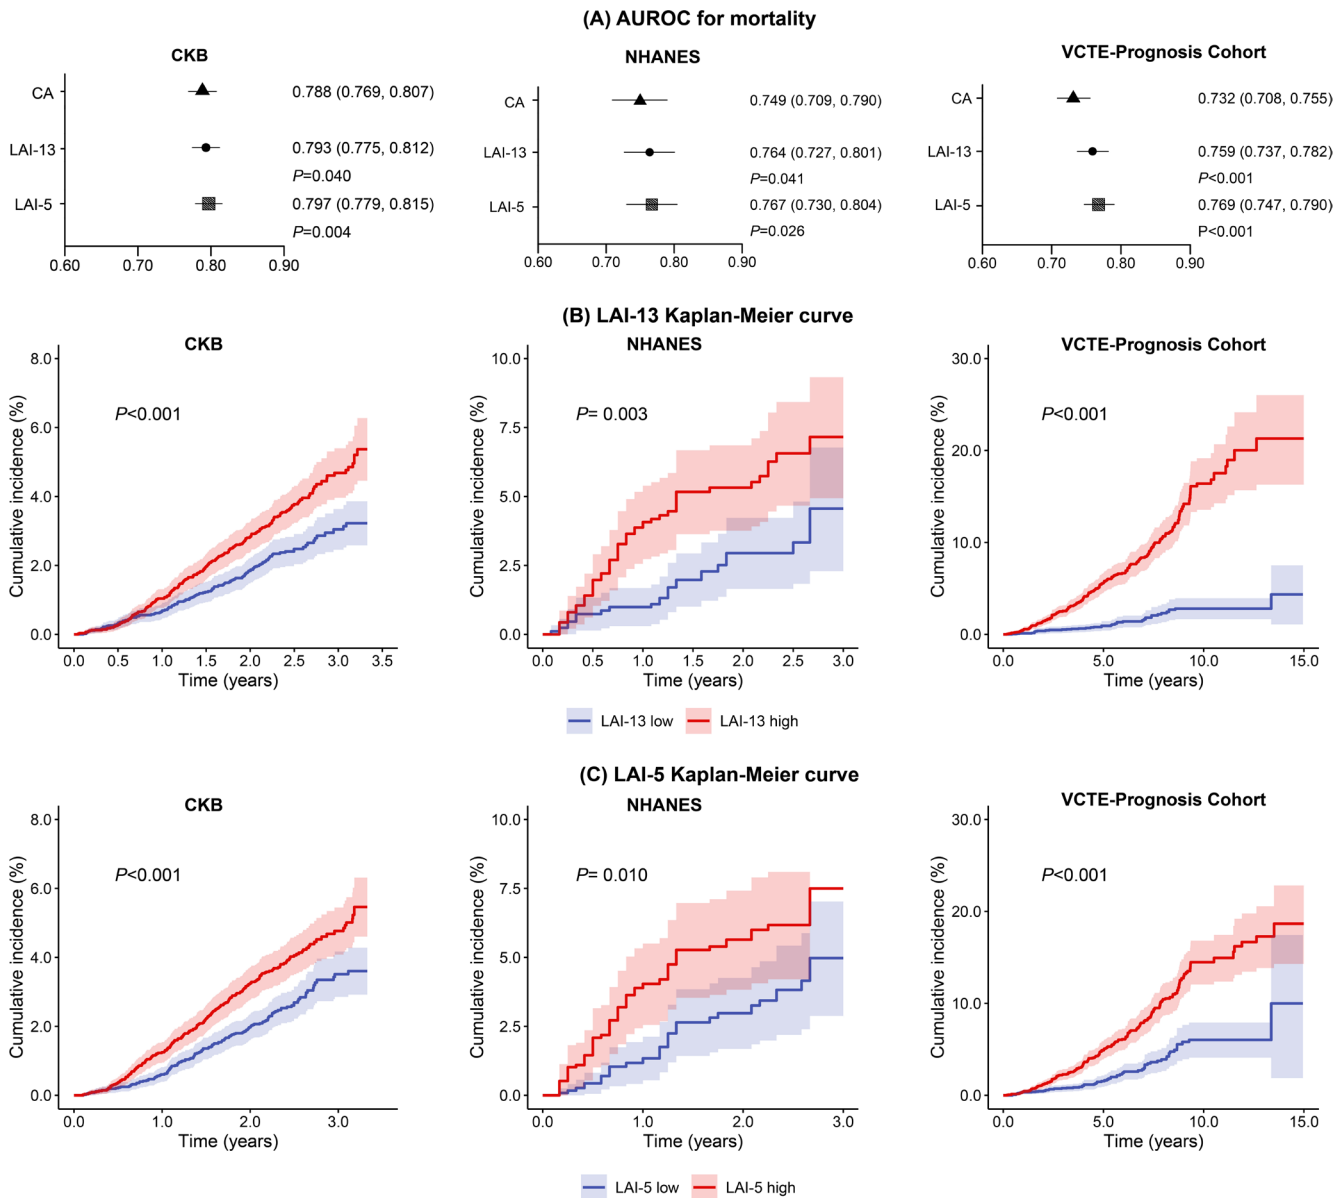 (A) AUROC for mortality
CKB
CA
0.788 (0.769, 0.807)
LAI-13
0.793 (0.775, 0.812)
P=0.040
LAI-5
0.797 (0.779, 0.815)
P=0.004
0.60 0.70 0.80 0.90
NHANES
CA
0.749 (0.709, 0.790)
LAI-13
0.764 (0.727, 0.801)
P=0.041
LAI-5
0.767 (0.730, 0.804)
P=0.026
0.60 0.70 0.80 0.90
VCTE-Prognosis Cohort
CA
0.732 (0.708, 0.755)
LAI-13
0.759 (0.737, 0.782)
P<0.001
LAI-5
0.769 (0.747, 0.790)
P<0.001
0.60 0.70 0.80 0.90
(B) LAI-13 Kaplan-Meier curve
CKB
Cumulative incidence (%)
8.0
6.0
4.0
2.0
0.0
P<0.001
0.0 0.5 1.0 1.5 2.0 2.5 3.0 3.5
Time (years)
NHANES
Cumulative incidence (%)
10.0
7.5
5.0
2.5
0.0
P= 0.003
0.0 0.5 1.0 1.5 2.0 2.5 3.0
Time (years)
VCTE-Prognosis Cohort
Cumulative incidence (%)
30.0
20.0
10.0
0.0
P<0.001
0.0 5.0 10.0 15.0
Time (years)
LAI-13 low LAI-13 high
(C) LAI-5 Kaplan-Meier curve
CKB
Cumulative incidence (%)
8.0
6.0
4.0
2.0
0.0
P<0.001
0.0 1.0 2.0 3.0
Time (years)
NHANES
Cumulative incidence (%)
10.0
7.5
5.0
2.5
0.0
P= 0.010
0.0 1.0 2.0 3.0
Time (years)
VCTE-Prognosis Cohort
Cumulative incidence (%)
30.0
20.0
10.0
0.0
P<0.001
0.0 5.0 10.0 15.0
Time (years)
LAI-5 low LAI-5 high